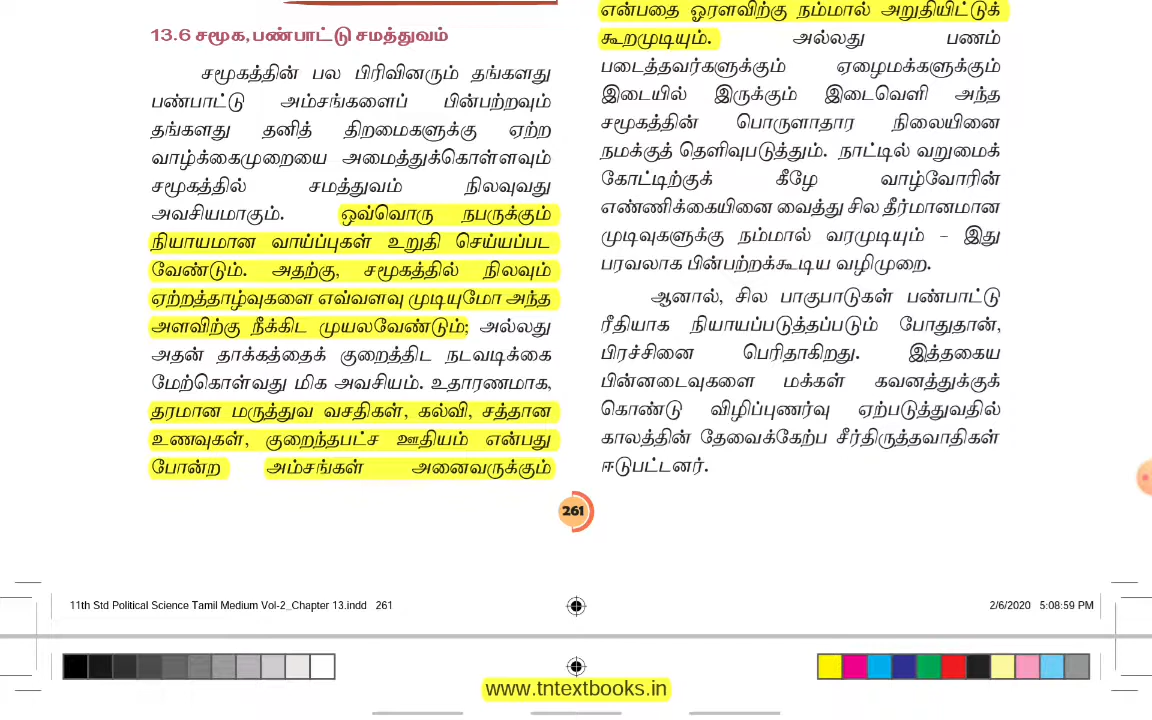 13.6 சமூக, பண்பாட்டு சமத்துவம்
சமூகத்தின் பல பிரிவினரும் தங்களது
பண்பாட்டு அம்சங்களைப் பின்பற்றவும்
தங்களது தனித் திறமைகளுக்கு ஏற்ற
வாழ்க்கைமுறையை அமைத்துக்கொள்ளவும்
சமூகத்தில் சமத்துவம் நிலவுவது
அவசியமாகும். ஒவ்வொரு நபருக்கும்
நியாயமான வாய்ப்புகள் உறுதி செய்யப்பட
வேண்டும். அதற்கு, சமூகத்தில் நிலவும்
ஏற்றத்தாழ்வுகளை எவ்வளவு முடியுமோ அந்த
அளவிற்கு நீக்கிட முயலவேண்டும்; அல்லது
அதன் தாக்கத்தைக் குறைத்திட நடவடிக்கை
மேற்கொள்வது மிக அவசியம். உதாரணமாக,
தரமான மருத்துவ வசதிகள், கல்வி, சத்தான
உணவுகள், குறைந்தபட்ச ஊதியம் என்பது
போன்ற அம்சங்கள் அனைவருக்கும்
என்பதை ஓரளவிற்கு நம்மால் அறுதியிட்டுக்
கூறமுடியும். அல்லது பணம்
படைத்தவர்களுக்கும் ஏழைமக்களுக்கும்
இடையில் இருக்கும் இடைவெளி அந்த
சமூகத்தின் பொருளாதார நிலையினை
நமக்குத் தெளிவுபடுத்தும். நாட்டில் வறுமைக்
கோட்டிற்குக் கீழே வாழ்வோரின்
எண்ணிக்கையினை வைத்து சில தீர்மானமான
முடிவுகளுக்கு நம்மால் வரமுடியும் – இது
பரவலாக பின்பற்றக்கூடிய வழிமுறை.
ஆனால், சில பாகுபாடுகள் பண்பாட்டு
ரீதியாக நியாயப்படுத்தப்படும் போதுதான்,
பிரச்சினை பெரிதாகிறது. இத்தகைய
பின்னடைவுகளை மக்கள் கவனத்துக்குக்
கொண்டு விழிப்புணர்வு ஏற்படுத்துவதில்
காலத்தின் தேவைக்கேற்ப சீர்திருத்தவாதிகள்
ஈடுபட்டனர்.
261
11th Std Political Science Tamil Medium Vol-2_Chapter 13.indd 261
2/6/2020 5:08:59 PM
www.tntextbooks.in